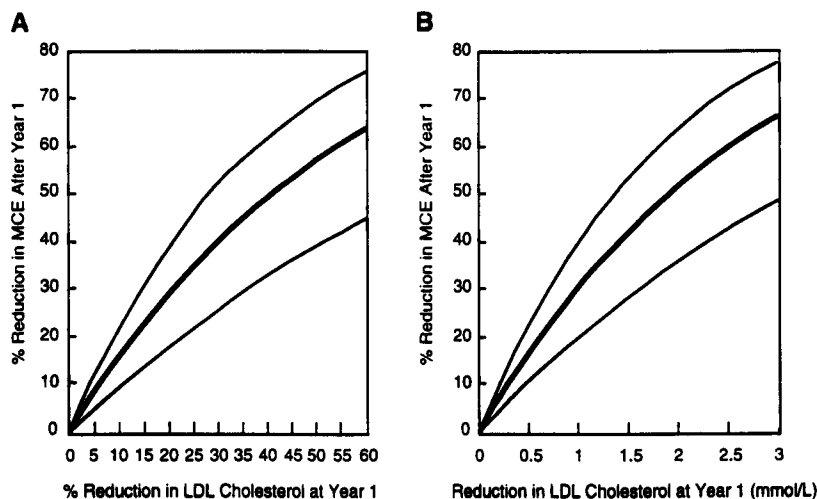 A
% Reduction in MCE After Year 1
80
70
60
50
40
30
20
10
0
0 5 10 15 20 25 30 35 40 45 50 55 60
% Reduction in LDL Cholesterol at Year 1
B
% Reduction in MCE After Year 1
80
70
60
50
40
30
20
10
0
0 0.5 1 1.5 2 2.5 3
Reduction in LDL Cholesterol at Year 1 (mmol/L)